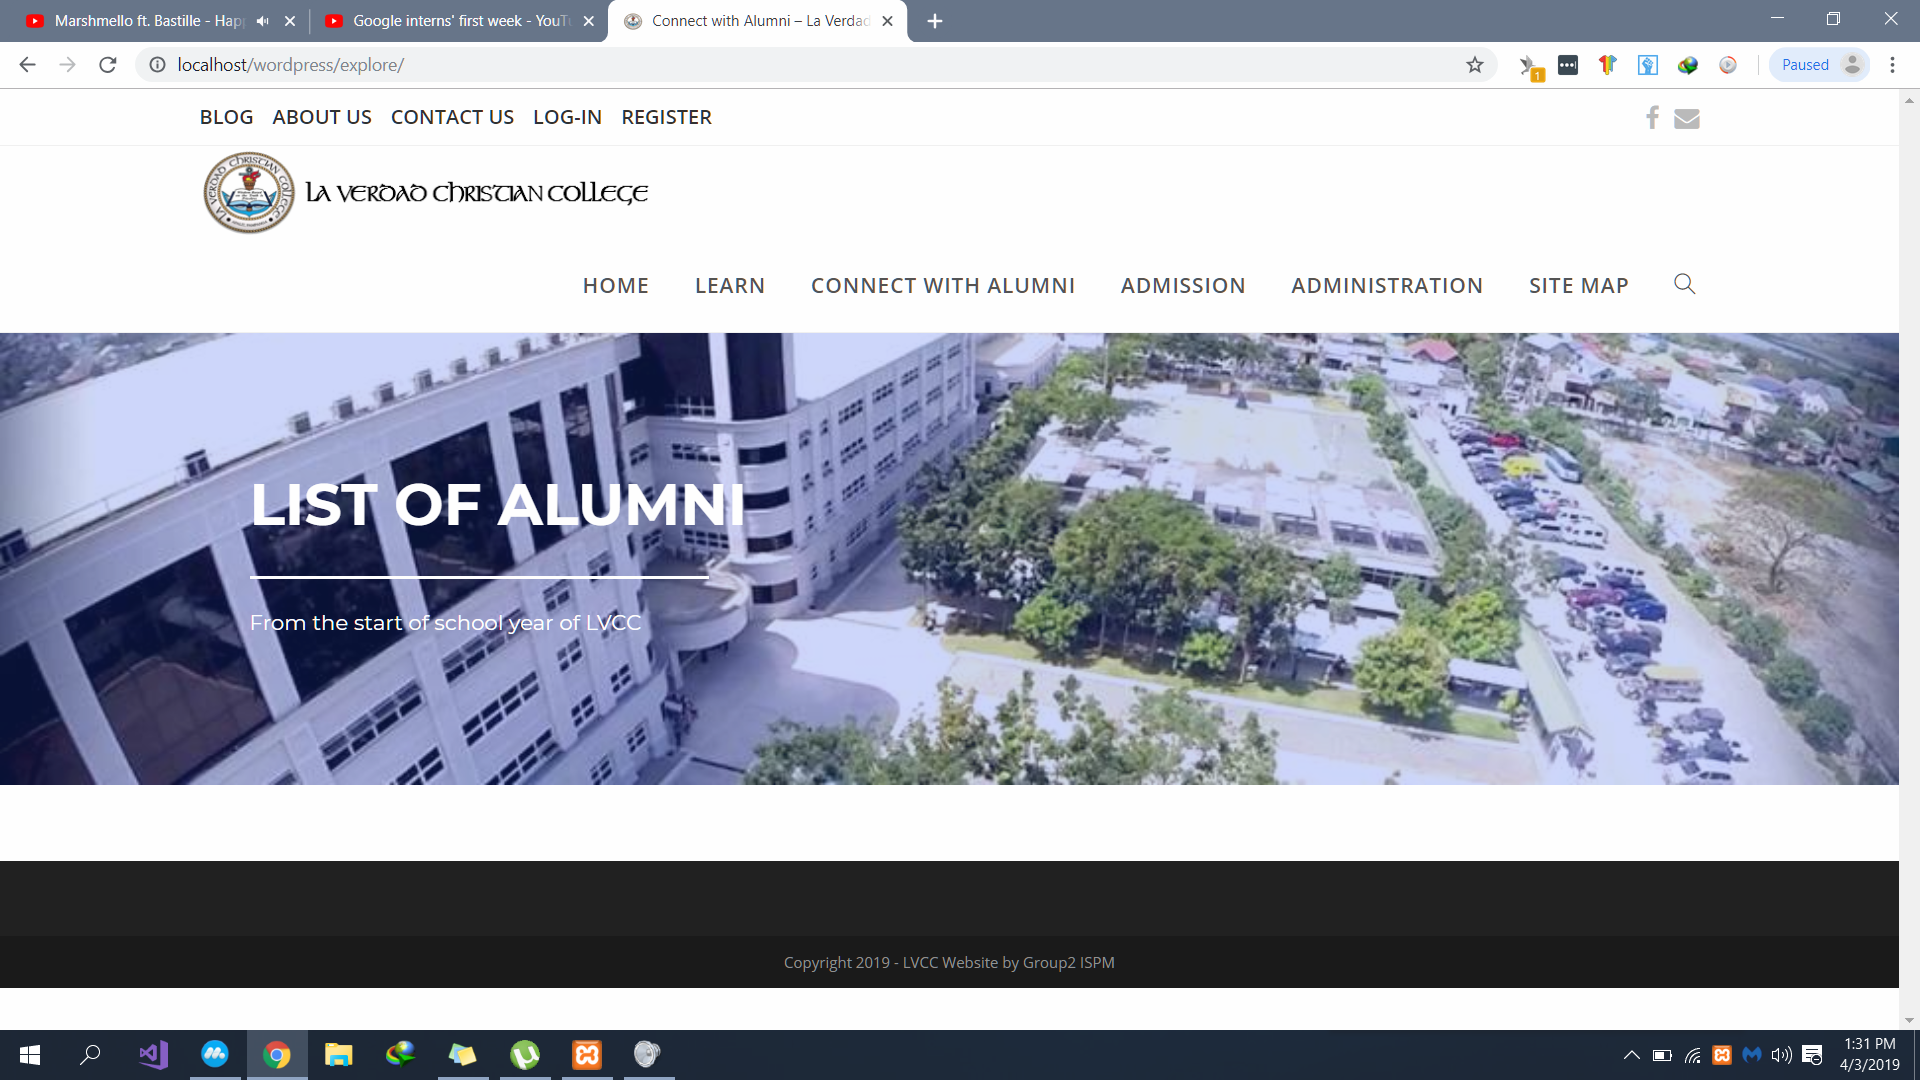 Marshmello ft. Bastille - Hap
Google interns' first week - YouTu
Connect with Alumni – La Verdad
localhost/wordpress/explore/
1
Paused
BLOG ABOUT US CONTACT US LOG-IN REGISTER
LA VERDAD CHRISTIAN COLLEGE
HOME LEARN CONNECT WITH ALUMNI ADMISSION ADMINISTRATION SITE MAP
LIST OF ALUMNI
From the start of school year of LVCC
Copyright 2019 - LVCC Website by Group2 ISPM
1:31 PM
4/3/2019